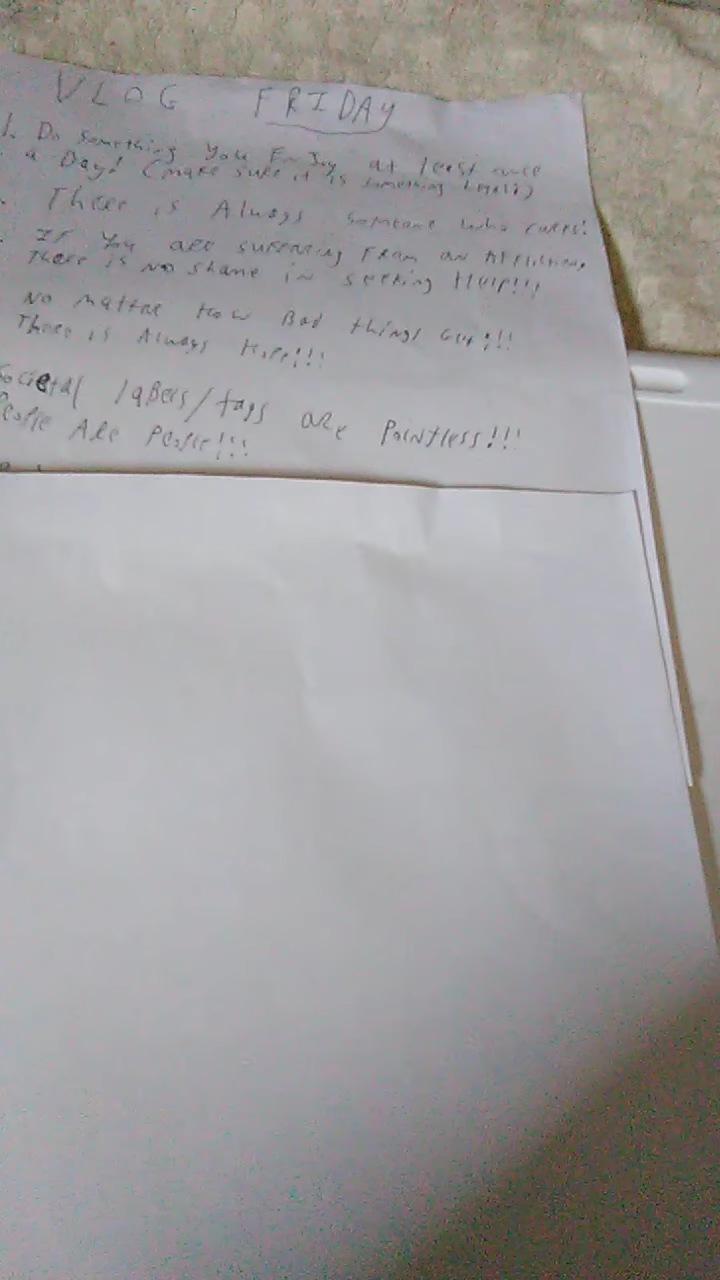 VLOG FRIDAY
1. Do something You Enjoy at least once
a Day! (make sure it is something
There is Always someone who cares!
If You are suffering From an Affliction,
There is No shame in seeking Help!!!
No matter How Bad things Get!!!
There is Always Hope!!!
Societal labels/tags are Pointless!!!
People Are People!!!